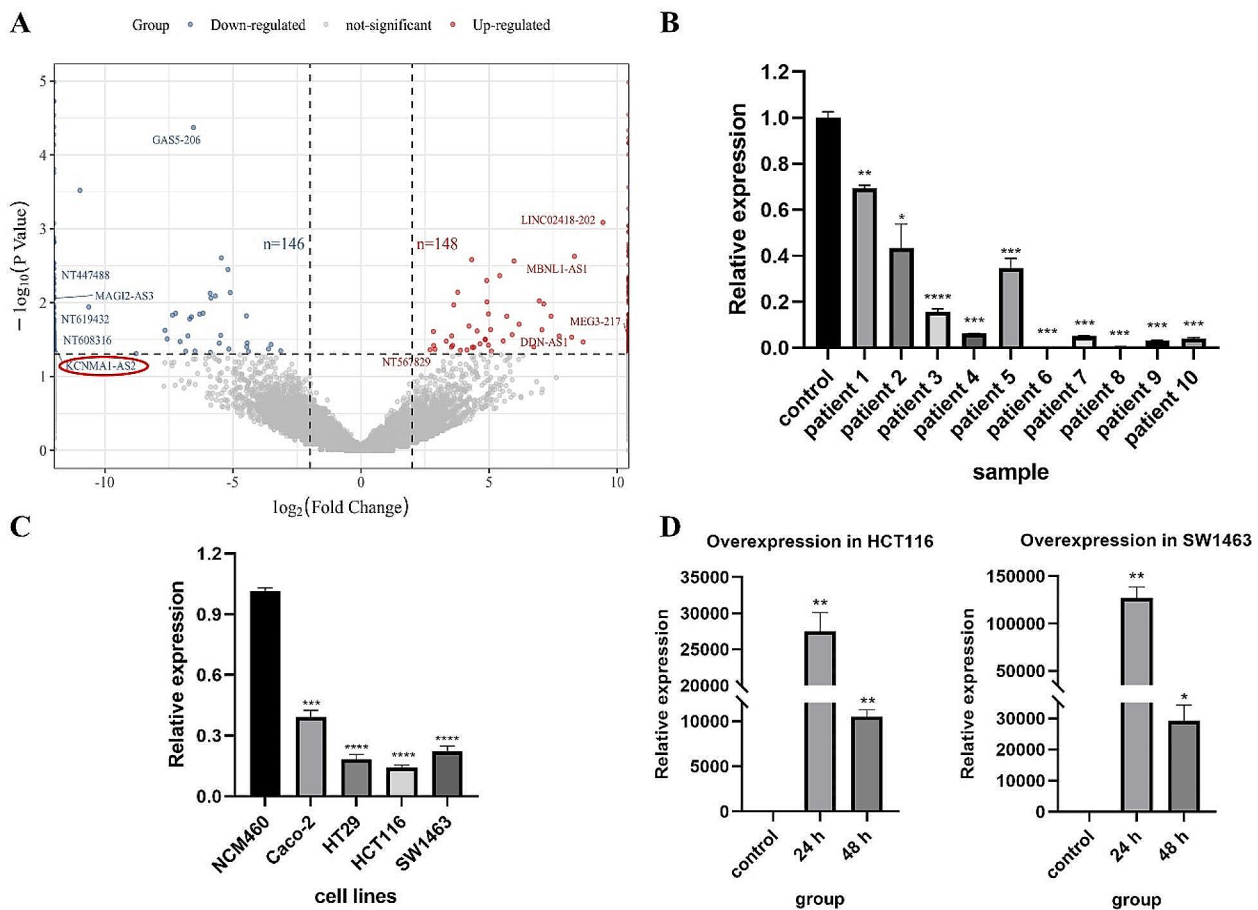 A
Group Down-regulated not-significant Up-regulated
5
4
3
2
1
0
−log10(P Value)
GAS5-206
LINC02418-202
n=146
n=148
MBNL1-AS1
NT447488
MAGI2-AS3
NT619432
MEG3-217
NT608316
DDN-AS1
KCNMA1-AS2
NT567829
-10 -5 0 5 10
log2(Fold Change)
B
1.2
1.0
0.8
0.6
0.4
0.2
0.0
Relative expression
** * **** *** *** *** *** *** *** ***
control patient 1 patient 2 patient 3 patient 4 patient 5 patient 6 patient 7 patient 8 patient 9 patient 10
sample
C
1.2
0.9
0.6
0.3
0.0
Relative expression
*** **** **** ****
NCM460 Caco-2 HT29 HCT116 SW1463
cell lines
D
Overexpression in HCT116
35000
30000
25000
20000
10000
5000
0
Relative expression
** **
control 24 h 48 h
group
Overexpression in SW1463
150000
100000
50000
30000
20000
10000
0
Relative expression
** *
control 24 h 48 h
group